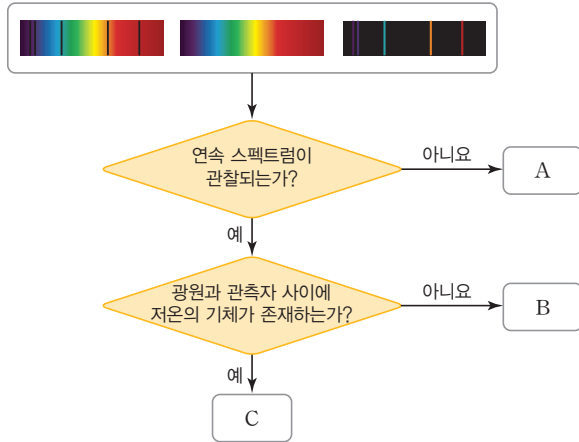 연속 스펙트럼이
관찰되는가?
아니요
A
예
광원과 관측자 사이에
저온의 기체가 존재하는가?
아니요
B
예
C